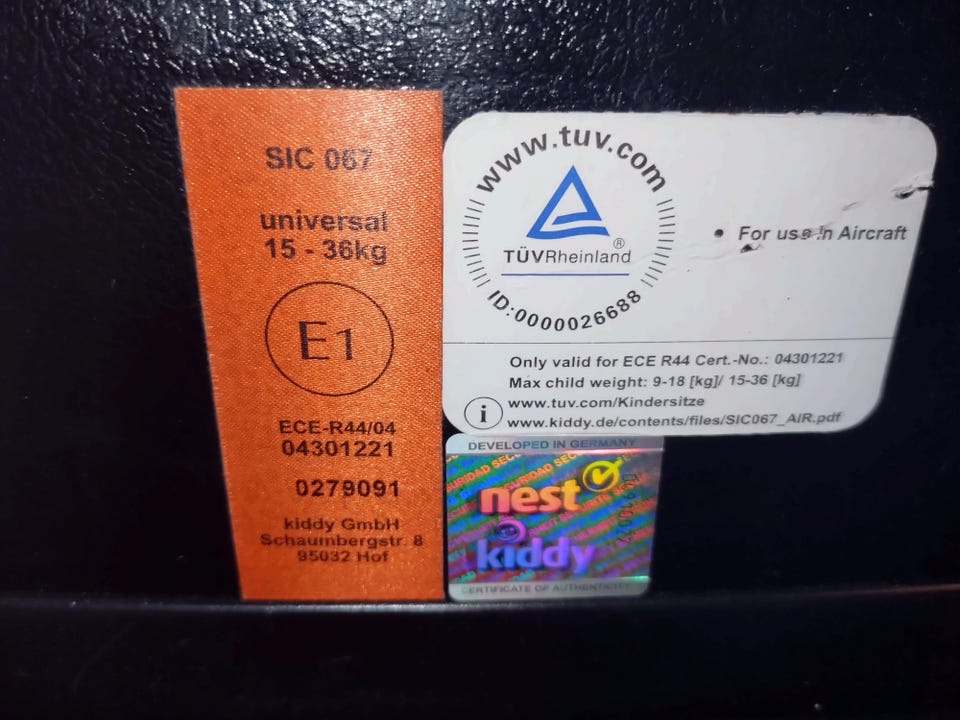 SIC 067
universal
15 - 36kg
E1
ECE-R44/04
04301221
0279091
kiddy GmbH
Schaumbergstr. 8
95032 Hof
www.tuv.com
TÜVRheinland®
ID:0000026688
• For use in Aircraft
Only valid for ECE R44 Cert.-No.: 04301221
Max child weight: 9-18 [kg]/ 15-36 [kg]
i www.tuv.com/Kindersitze
www.kiddy.de/contents/files/SIC067_AIR.pdf
DEVELOPED IN GERMANY
nest
kiddy
CERTIFICATE OF AUTHENTICITY